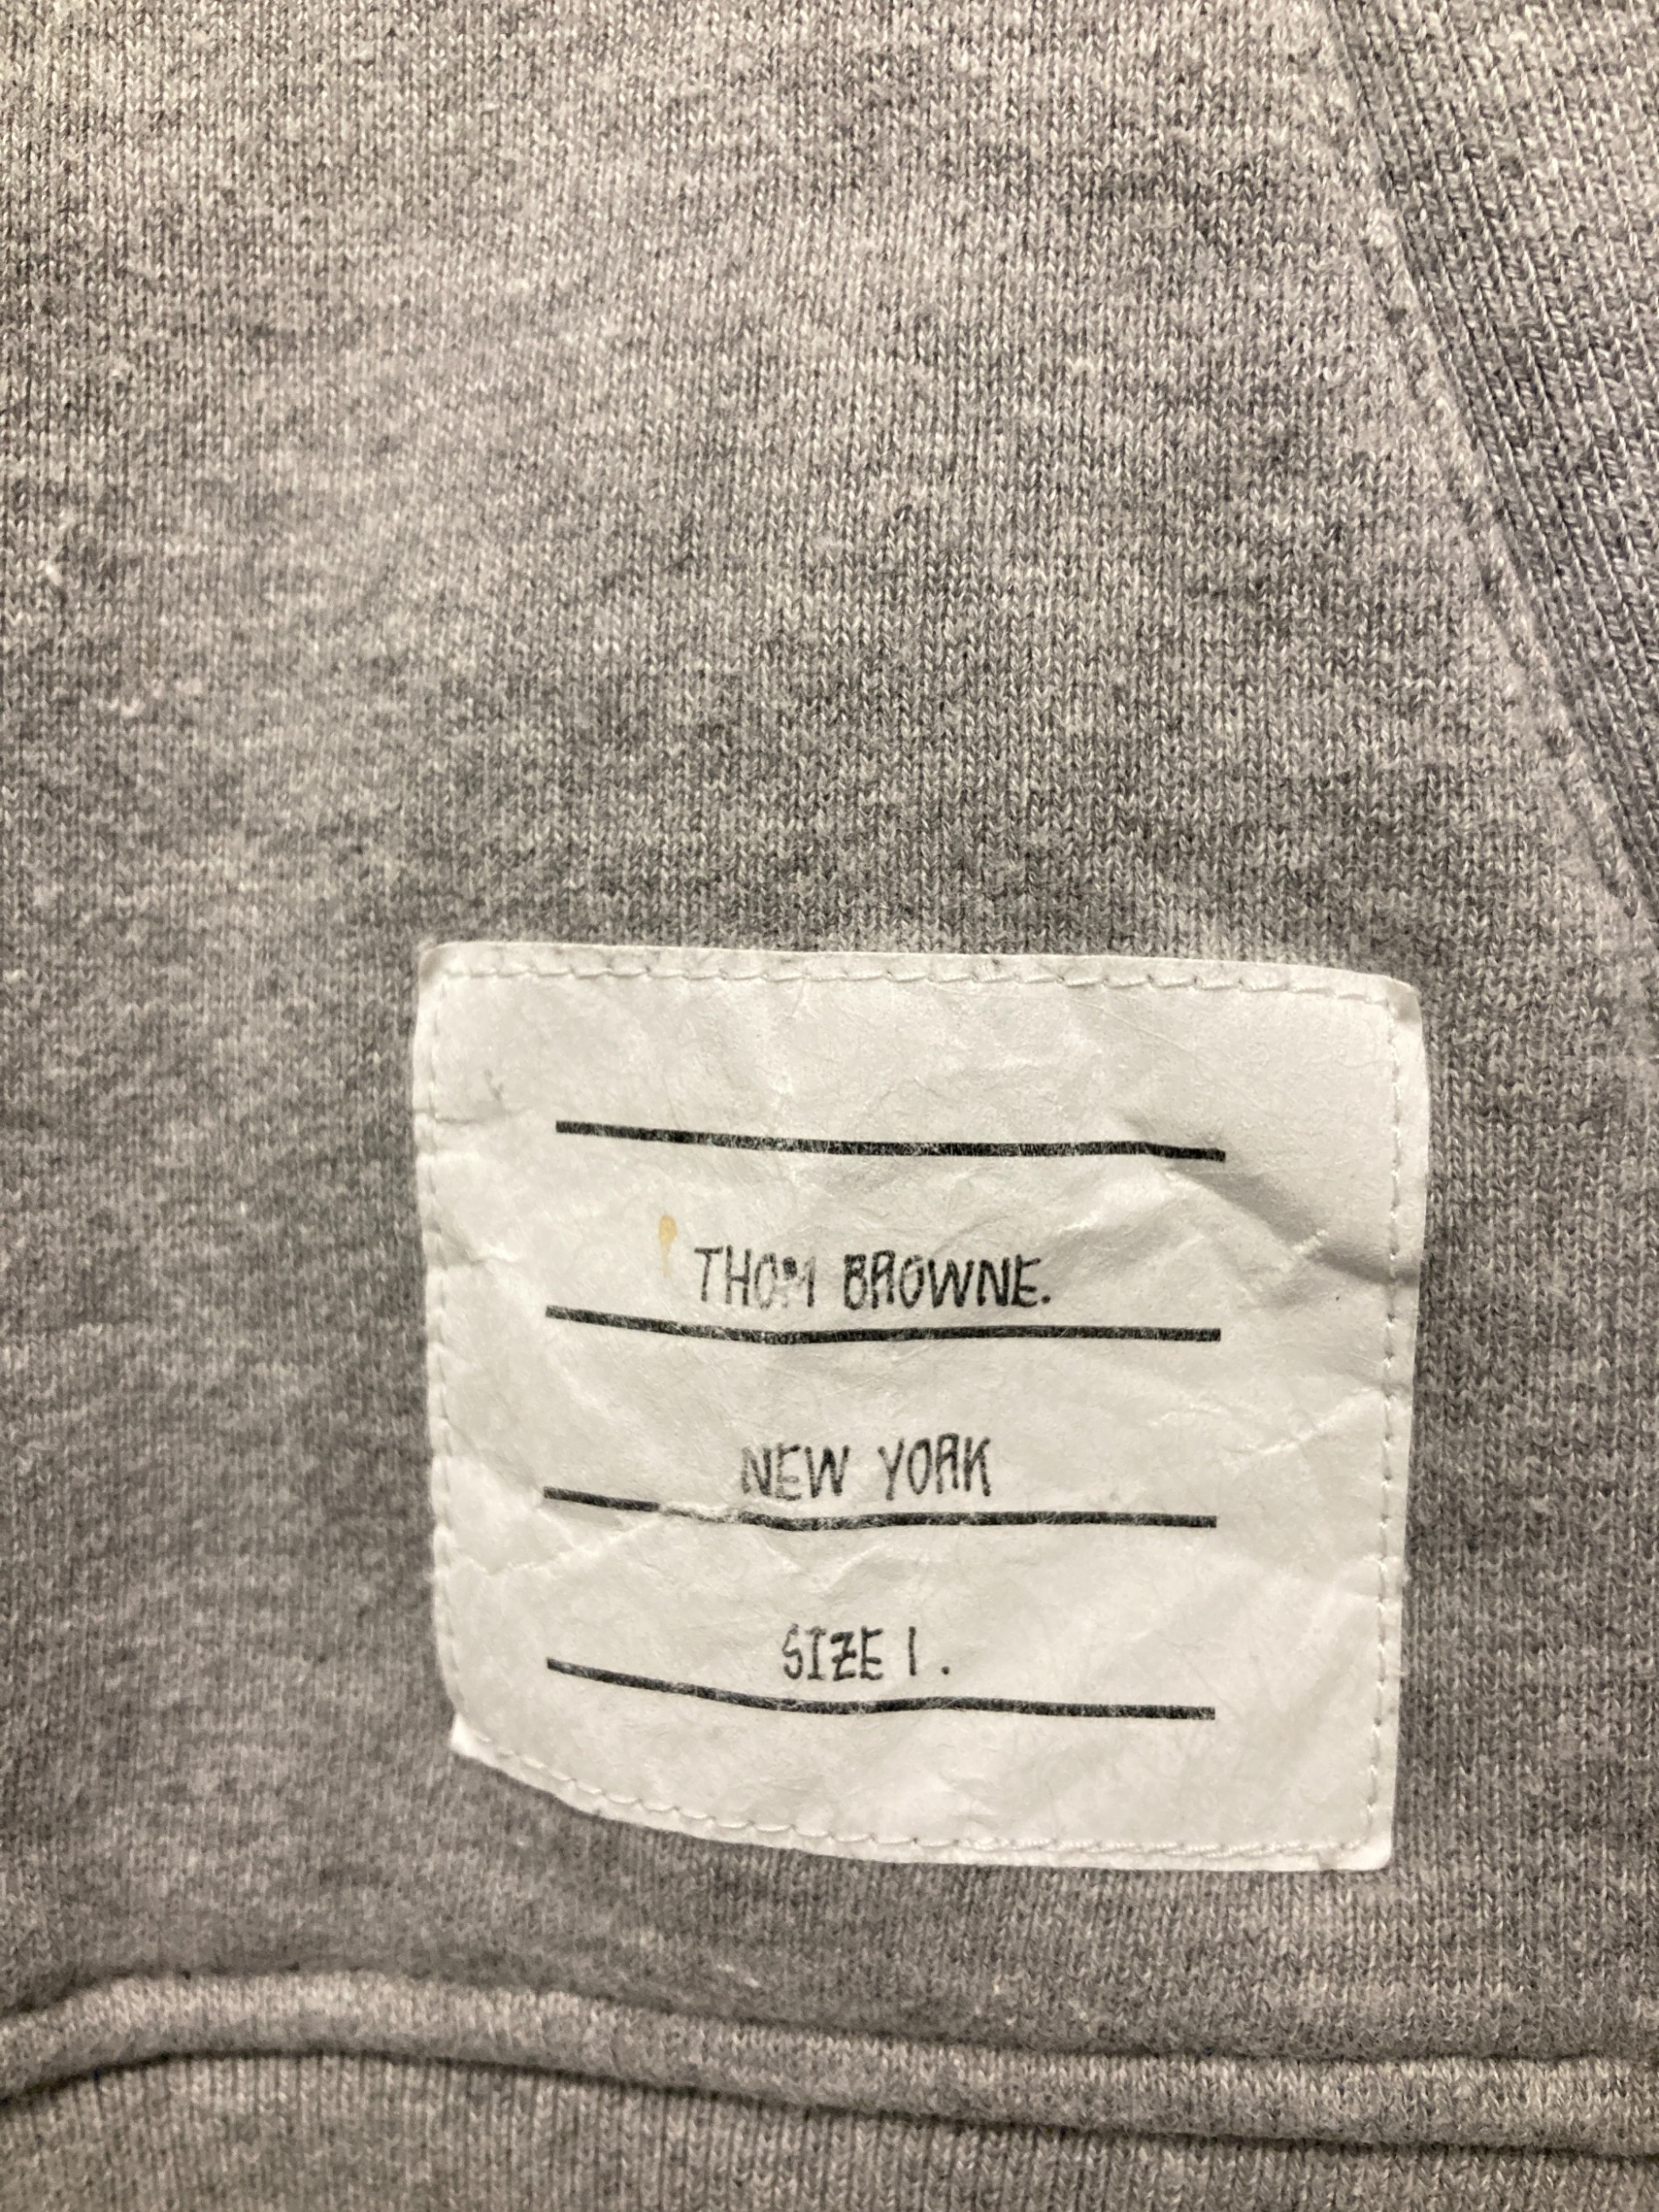 THOM BROWNE.
NEW YORK
SIZE 1.